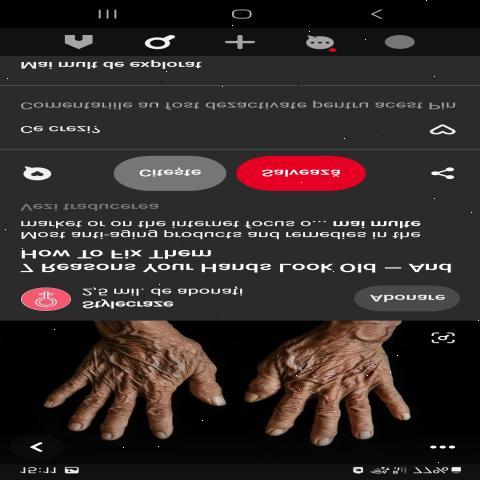 15:11
77%
Stylecraze
2,5 mil. de abonați
Abonare
7 Reasons Your Hands Look Old — And
How To Fix Them
Most anti-aging products and remedies in the
market or on the internet focus o... mai multe
Vezi traducerea
Citește
Salvează
Ce crezi?
Comentariile au fost dezactivate pentru acest Pin
Mai mult de explorat